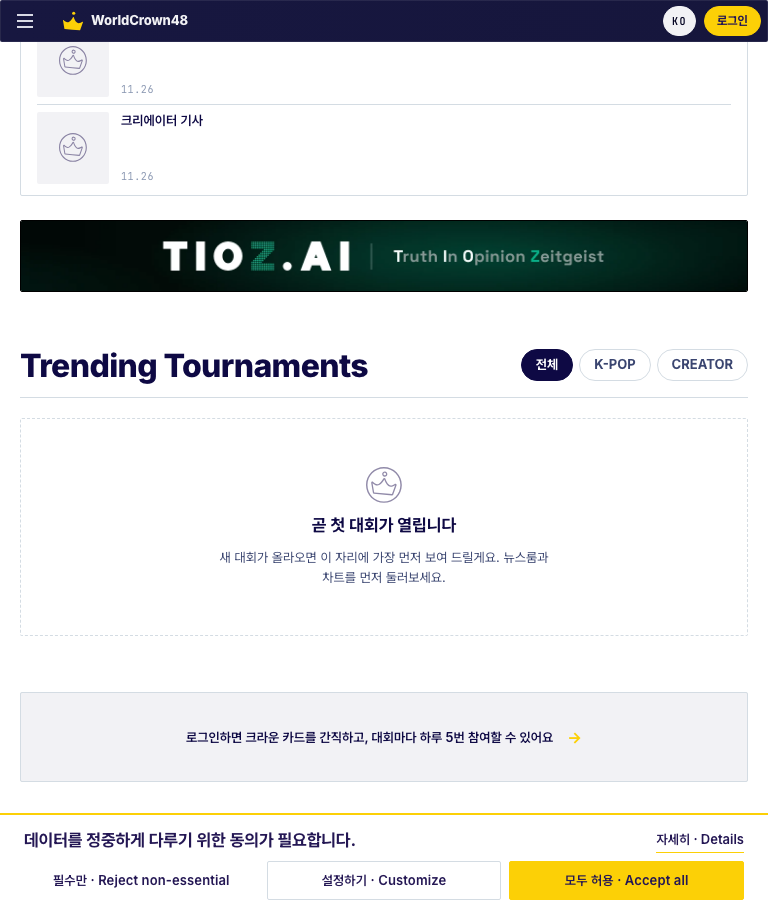 WorldCrown48
KO
로그인
11.26
크리에이터 기사
11.26
TIOZ.AI
Truth In Opinion Zeitgeist
Trending Tournaments
전체
K-POP
CREATOR
곧 첫 대회가 열립니다
새 대회가 올라오면 이 자리에 가장 먼저 보여 드릴게요. 뉴스룸과
차트를 먼저 둘러보세요.
로그인하면 크라운 카드를 간직하고, 대회마다 하루 5번 참여할 수 있어요 →
데이터를 정중하게 다루기 위한 동의가 필요합니다.
자세히 · Details
필수만 · Reject non-essential
설정하기 · Customize
모두 허용 · Accept all